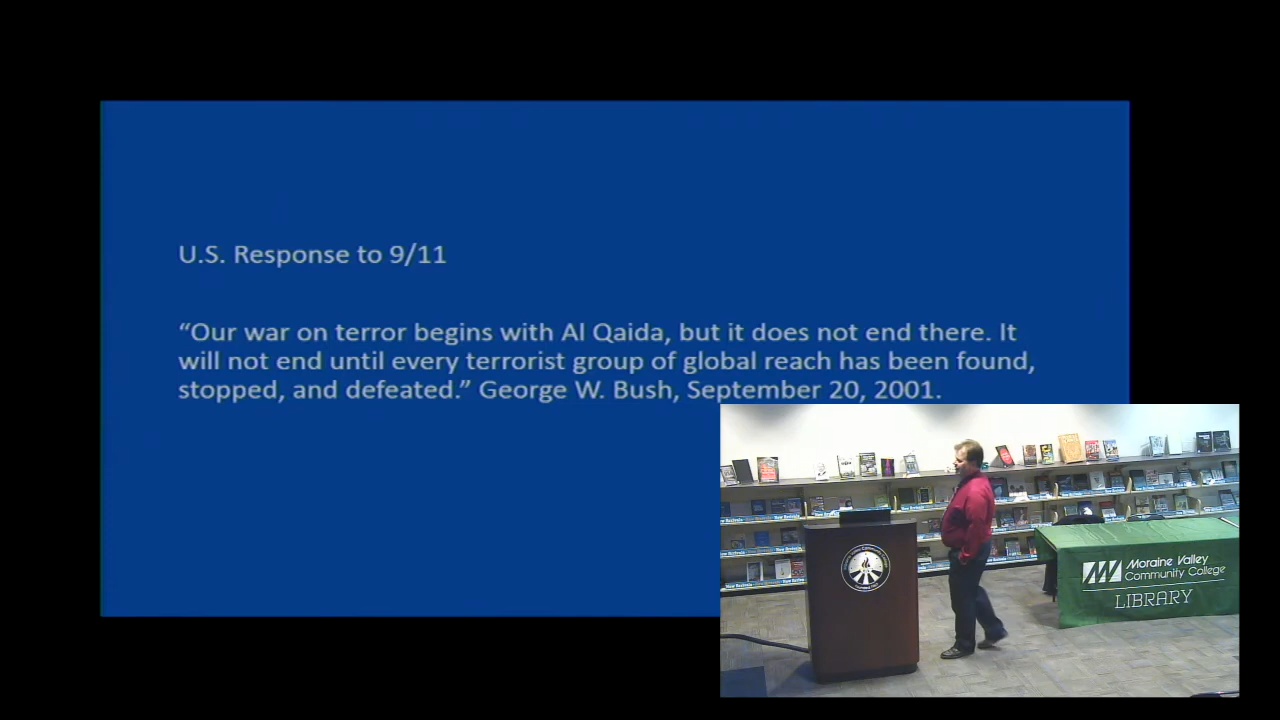 U.S. Response to 9/11
“Our war on terror begins with Al Qaida, but it does not end there. It
will not end until every terrorist group of global reach has been found,
stopped, and defeated.” George W. Bush, September 20, 2001.
Moraine Valley
Community College
LIBRARY